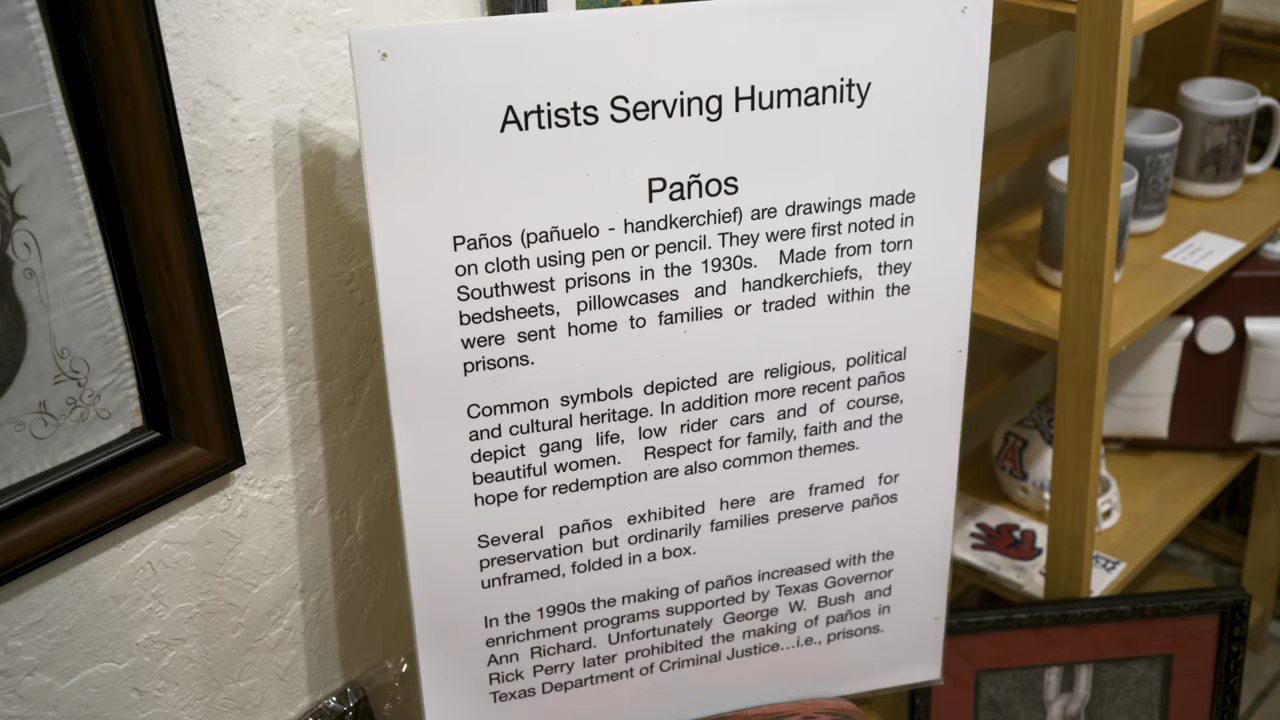 Artists Serving Humanity
Paños
Paños (pañuelo - handkerchief) are drawings made
on cloth using pen or pencil. They were first noted in
Southwest prisons in the 1930s. Made from torn
bedsheets, pillowcases and handkerchiefs, they
were sent home to families or traded within the
prisons.
Common symbols depicted are religious, political
and cultural heritage. In addition more recent paños
depict gang life, low rider cars and of course,
beautiful women. Respect for family, faith and the
hope for redemption are also common themes.
Several paños exhibited here are framed for
preservation but ordinarily families preserve paños
unframed, folded in a box.
In the 1990s the making of paños increased with the
enrichment programs supported by Texas Governor
Ann Richard. Unfortunately George W. Bush and
Rick Perry later prohibited the making of paños in
Texas Department of Criminal Justice...i.e., prisons.
A